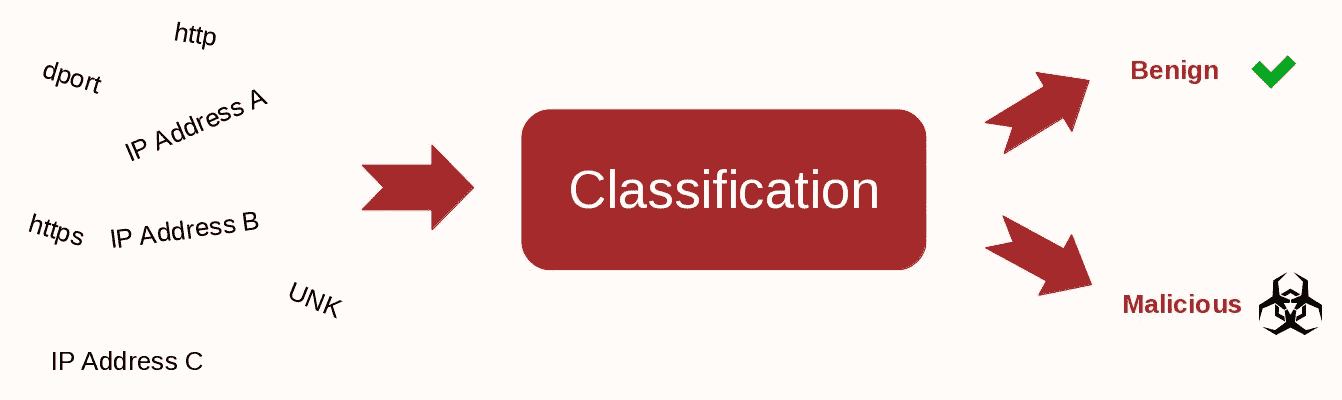 http
dport
IP Address A
https
IP Address B
UNK
IP Address C
Classification
Benign
Malicious